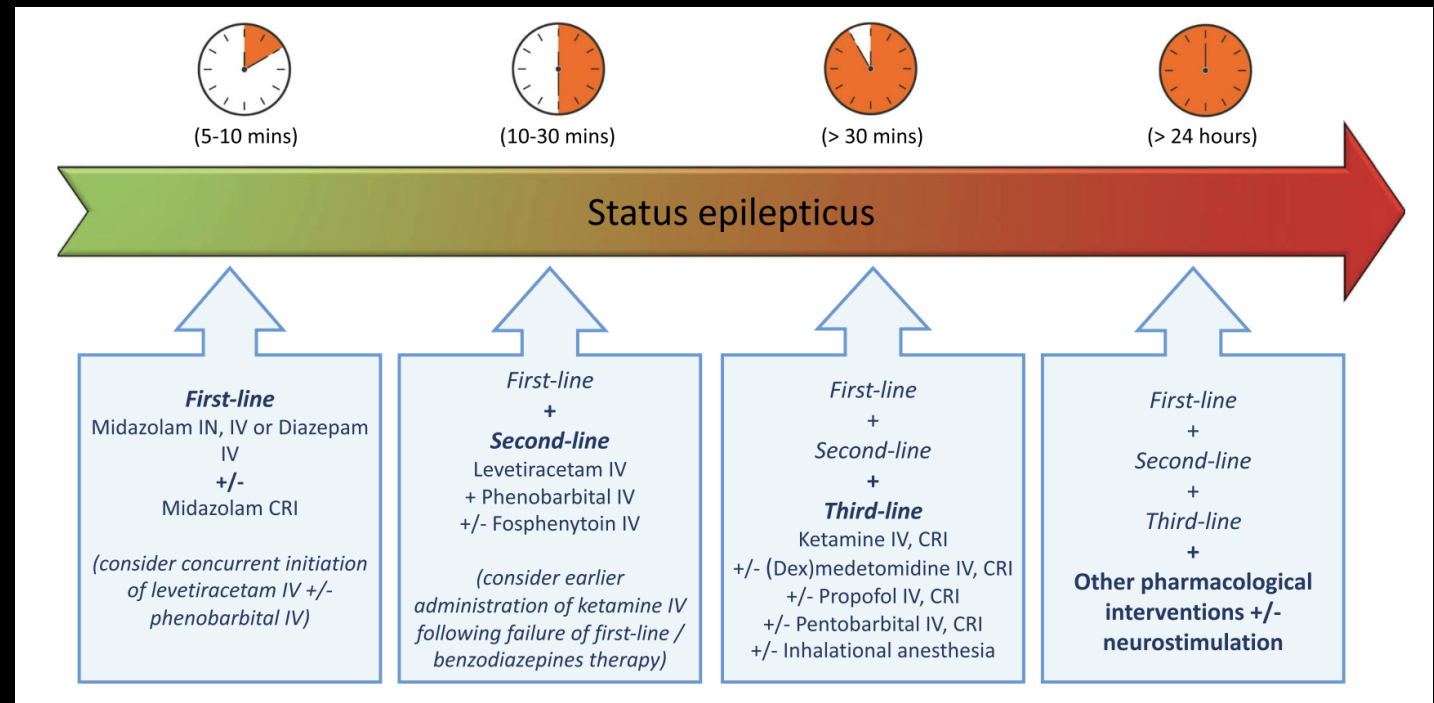 (5-10 mins)
(10-30 mins)
(> 30 mins)
(> 24 hours)
Status epilepticus
First-line
Midazolam IN, IV or Diazepam
IV
+/-
Midazolam CRI
(consider concurrent initiation
of levetiracetam IV +/-
phenobarbital IV)
First-line
+
Second-line
Levetiracetam IV
+ Phenobarbital IV
+/- Fosphenytoin IV
(consider earlier
administration of ketamine IV
following failure of first-line /
benzodiazepines therapy)
First-line
+
Second-line
+
Third-line
Ketamine IV, CRI
+/- (Dex)medetomidine IV, CRI
+/- Propofol IV, CRI
+/- Pentobarbital IV, CRI
+/- Inhalational anesthesia
First-line
+
Second-line
+
Third-line
+
Other pharmacological
interventions +/-
neurostimulation